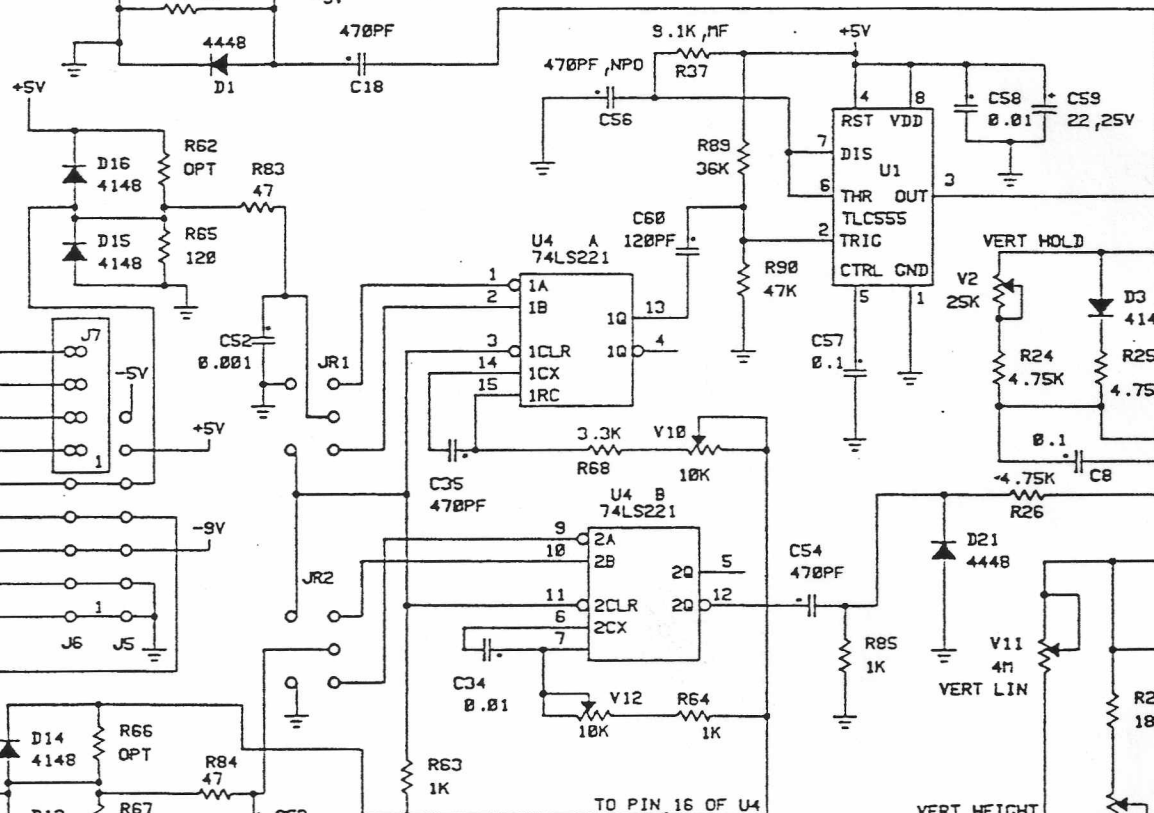 4448
D1
470PF
C18
+5V
D16
4148
R62
OPT
R83
47
D15
4148
R65
120
9.1K,MF
R37
+5V
470PF,NPO
C56
R89
36K
4
8
RST VDD
7
DIS
U1
6
THR OUT
3
TLC555
2
TRIG
CTRL GND
5
1
C58
0.01
C59
22,25V
C60
120PF
R90
47K
C57
0.1
U4 A
74LS221
1
1A
2
1B
1Q
13
3
1CLR
1Q
4
14
1CX
15
1RC
VERT HOLD
V2
25K
D3
R24
4.75K
R25
0.1
C8
J7
C52
0.001
JR1
-5V
+5V
1
C35
470PF
3.3K
R68
V10
10K
-9V
U4 B
74LS221
9
2A
10
2B
2Q
5
11
2CLR
2Q
12
6
2CX
7
C54
470PF
4.75K
R26
D21
4448
JR2
1
J6
J5
C34
0.01
V12
10K
R64
1K
R85
1K
V11
4M
VERT LIN
D14
4148
R66
OPT
R84
47
R63
1K
R67
TO PIN 16 OF U4
VERT HEIGHT